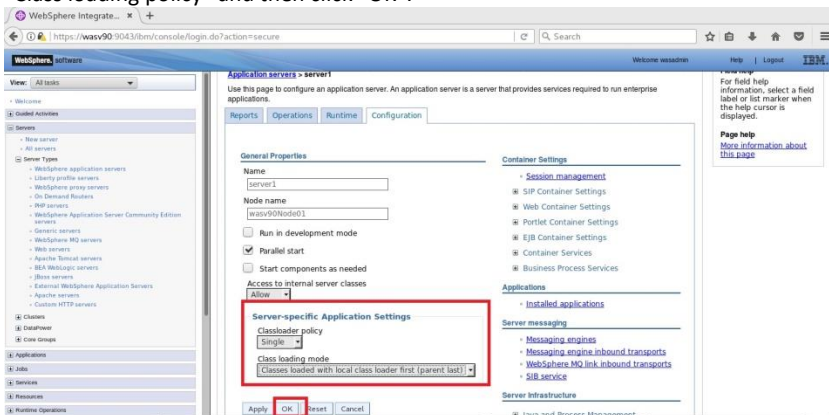 "Class loading policy" and then click "OK".
WebSphere Integrate... × +
https://wasv90:9043/ibm/console/login.do?action=secure
Search
WebSphere. software
Welcome wasadmin
Help | Logout
IBM.
View: All tasks
Welcome
Guided Activities
Servers
New server
All servers
Server Types
WebSphere application servers
Liberty profile servers
WebSphere proxy servers
On Demand Routers
PHP servers
WebSphere Application Server Community Edition
servers
Generic servers
WebSphere MQ servers
Web servers
Apache Tomcat servers
BEA WebLogic servers
JBoss servers
External WebSphere Application Servers
Apache servers
Custom HTTP servers
Clusters
DataPower
Core Groups
Applications
Jobs
Services
Resources
Runtime Operations
Application servers > server1
Use this page to configure an application server. An application server is a server that provides services required to run enterprise
applications.
Reports Operations Runtime Configuration
General Properties
Name
server1
Node name
wasv90Node01
Run in development mode
Parallel start
Start components as needed
Access to internal server classes
Allow
Server-specific Application Settings
Classloader policy
Single
Class loading mode
Classes loaded with local class loader first (parent last)
Apply OK Reset Cancel
Container Settings
Session management
SIP Container Settings
Web Container Settings
Portlet Container Settings
EJB Container Settings
Container Services
Business Process Services
Applications
Installed applications
Server messaging
Messaging engines
Messaging engine inbound transports
WebSphere MQ link inbound transports
SIB service
Server Infrastructure
Java and Process Management
Field help
For field help
information, select a field
label or list marker when
the help cursor is
displayed.
Page help
More information about
this page